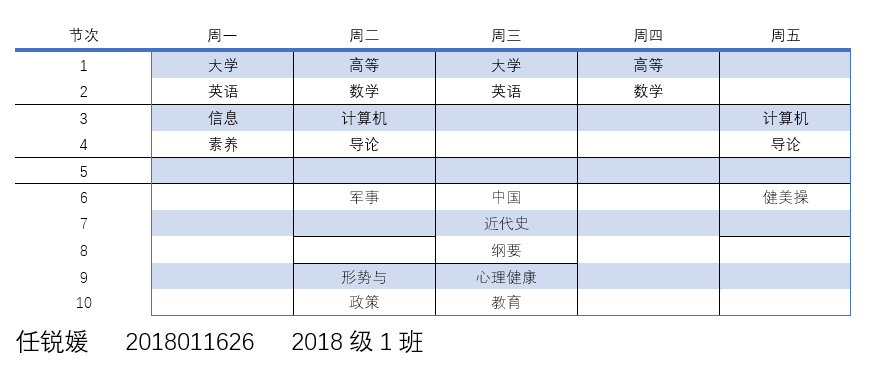 节次 周一 周二 周三 周四 周五
1 大学 高等 大学 高等
2 英语 数学 英语 数学
3 信息 计算机 计算机
4 素养 导论 导论
5
6 军事 中国 健美操
7 近代史
8 纲要
9 形势与 心理健康
10 政策 教育
任锐媛 2018011626 2018 级 1 班